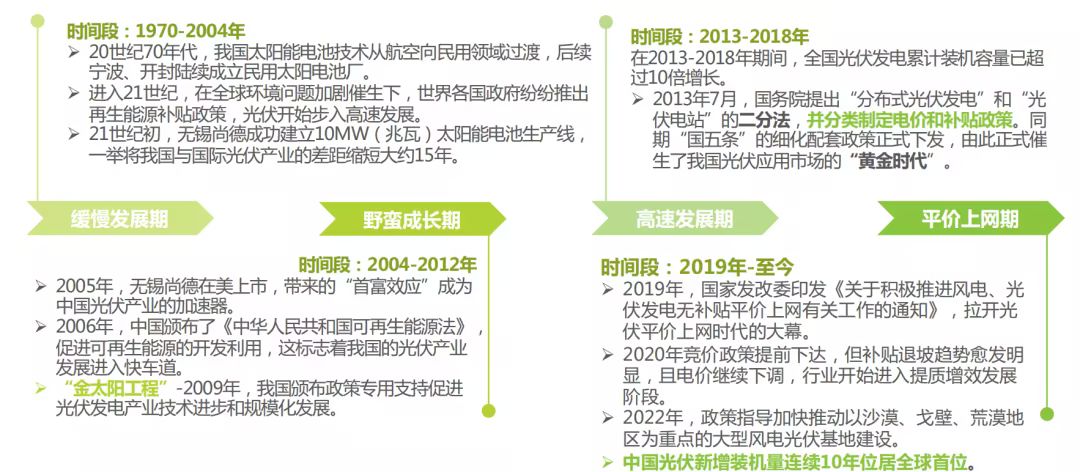 时间段：1970-2004年
➢ 20世纪70年代，我国太阳能电池技术从航空向民用领域过渡，后续
宁波、开封陆续成立民用太阳电池厂。
➢ 进入21世纪，在全球环境问题加剧催生下，世界各国政府纷纷推出
再生能源补贴政策，光伏开始步入高速发展。
➢ 21世纪初，无锡尚德成功建立10MW（兆瓦）太阳能电池生产线，
一举将我国与国际光伏产业的差距缩短大约15年。
时间段：2013-2018年
在2013-2018年期间，全国光伏发电累计装机容量已超
过10倍增长。
➢ 2013年7月，国务院提出“分布式光伏发电”和“光
伏电站”的二分法，并分类制定电价和补贴政策。同
期“国五条”的细化配套政策正式下发，由此正式催
生了我国光伏应用市场的“黄金时代”。
缓慢发展期
野蛮成长期
高速发展期
平价上网期
时间段：2004-2012年
➢ 2005年，无锡尚德在美上市，带来的“首富效应”成为
中国光伏产业的加速器。
➢ 2006年，中国颁布了《中华人民共和国可再生能源法》，
促进可再生能源的开发利用，这标志着我国的光伏产业
发展进入快车道。
➢ “金太阳工程”-2009年，我国颁布政策专用支持促进
光伏发电产业技术进步和规模化发展。
时间段：2019年-至今
➢ 2019年，国家发改委印发《关于积极推进风电、光
伏发电无补贴平价上网有关工作的通知》，拉开光
伏平价上网时代的大幕。
➢ 2020年竞价政策提前下达，但补贴退坡趋势愈发明
显，且电价继续下调，行业开始进入提质增效发展
阶段。
➢ 2022年，政策指导加快推动以沙漠、戈壁、荒漠地
区为重点的大型风电光伏基地建设。
➢ 中国光伏新增装机量连续10年位居全球首位。